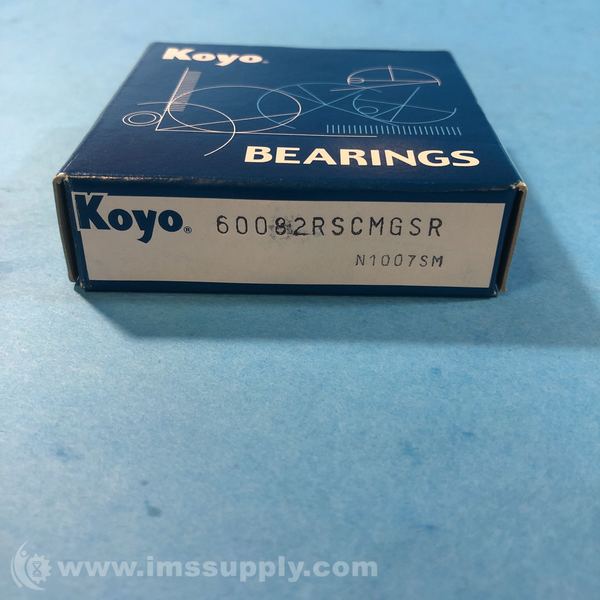 Koyo®
BEARINGS
Koyo® 60082RSCMGSR
N1007SM
www.imssupply.com